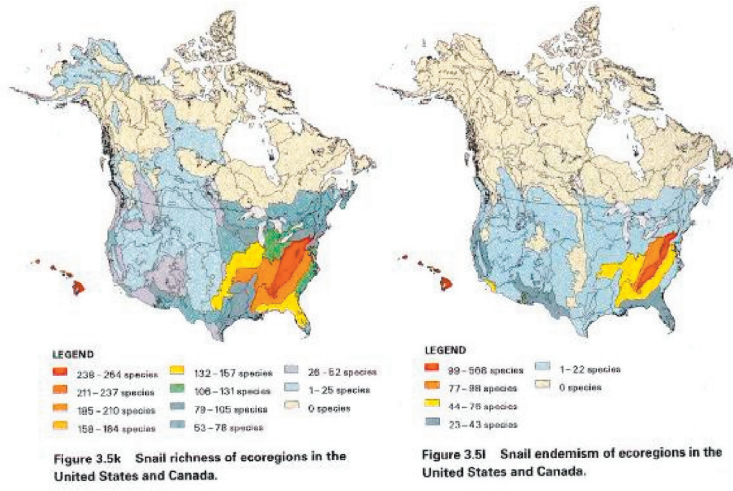 LEGEND
238–264 species
211–237 species
185–210 species
158–184 species
132–157 species
106–131 species
79–105 species
53–78 species
26–52 species
1–25 species
0 species
Figure 3.5k Snail richness of ecoregions in the
United States and Canada.
LEGEND
species
77–98 species
44–76 species
23–43 species
1–22 species
0 species
Figure 3.5l Snail endemism of ecoregions in the
United States and Canada.